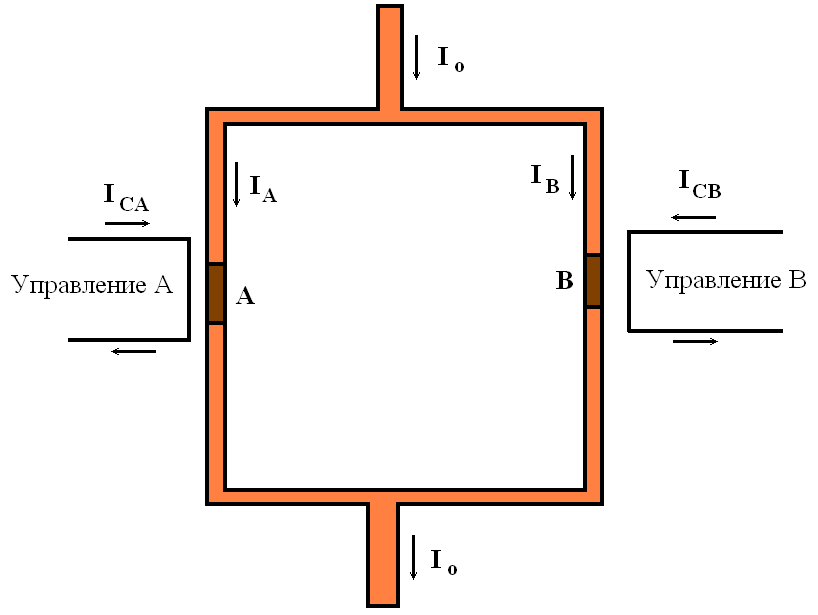 I o
I A
I B
I CA
I CB
Управление А
A
B
Управление В
I o